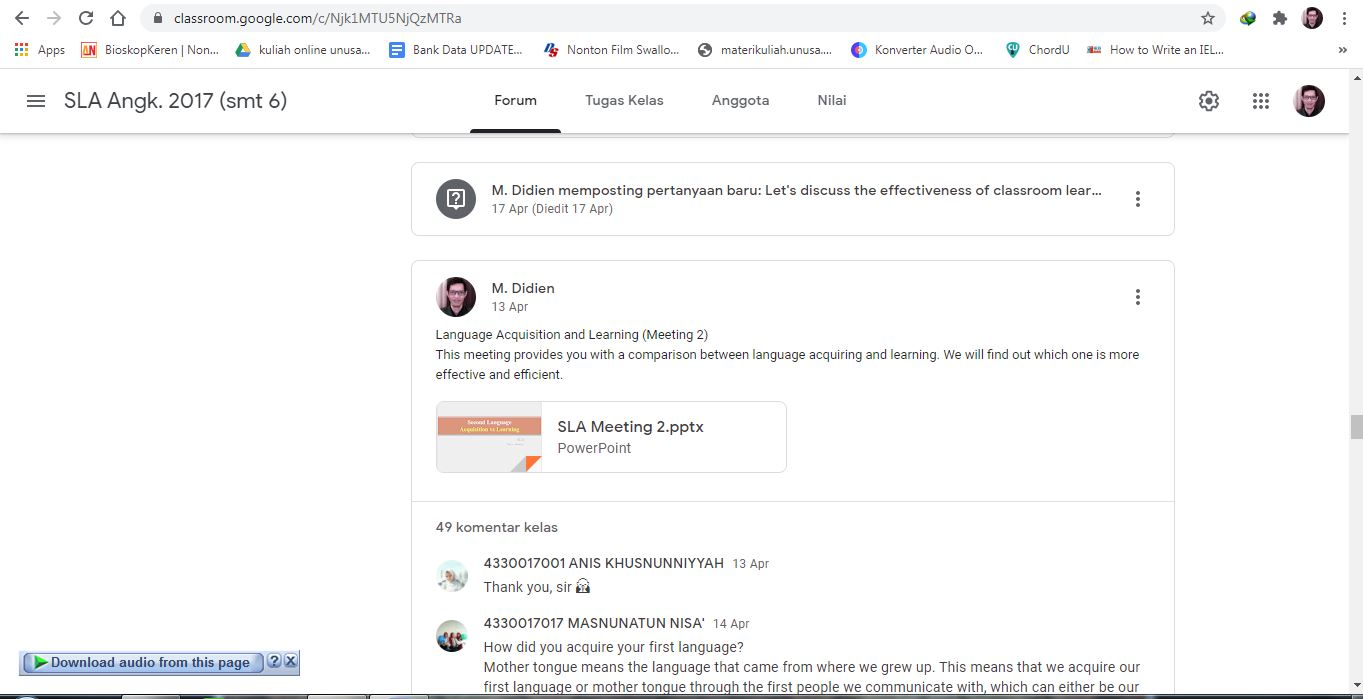 classroom.google.com/c/Njk1MTU5NjQzMTRa
Apps
BioskopKeren | Non...
kuliah online unusa...
Bank Data UPDATE...
Nonton Film Swallo...
materikuliah.unusa....
Konverter Audio O...
ChordU
How to Write an IEL...
»
SLA Angk. 2017 (smt 6)
Forum
Tugas Kelas
Anggota
Nilai
M. Didien memposting pertanyaan baru: Let's discuss the effectiveness of classroom lear...
17 Apr (Diedit 17 Apr)
M. Didien
13 Apr
Language Acquisition and Learning (Meeting 2)
This meeting provides you with a comparison between language acquiring and learning. We will find out which one is more
effective and efficient.
Second Language
Acquisition vs Learning
SLA Meeting 2.pptx
PowerPoint
49 komentar kelas
4330017001 ANIS KHUSNUNNIYYAH 13 Apr
Thank you, sir
4330017017 MASNUNATUN NISA' 14 Apr
How did you acquire your first language?
Mother tongue means the language that came from where we grew up. This means that we acquire our
first language or mother tongue through the first people we communicate with, which can either be our
Download audio from this page ? X